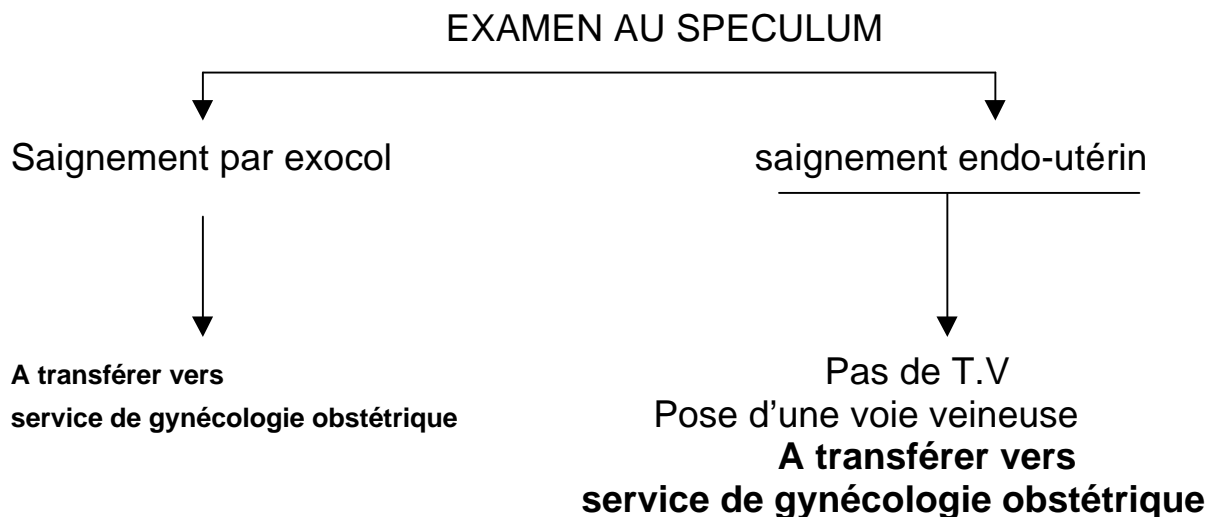 EXAMEN AU SPECULUM
Saignement par exocol
saignement endo-utérin
A transférer vers
service de gynécologie obstétrique
Pas de T.V
Pose d’une voie veineuse
A transférer vers
service de gynécologie obstétrique